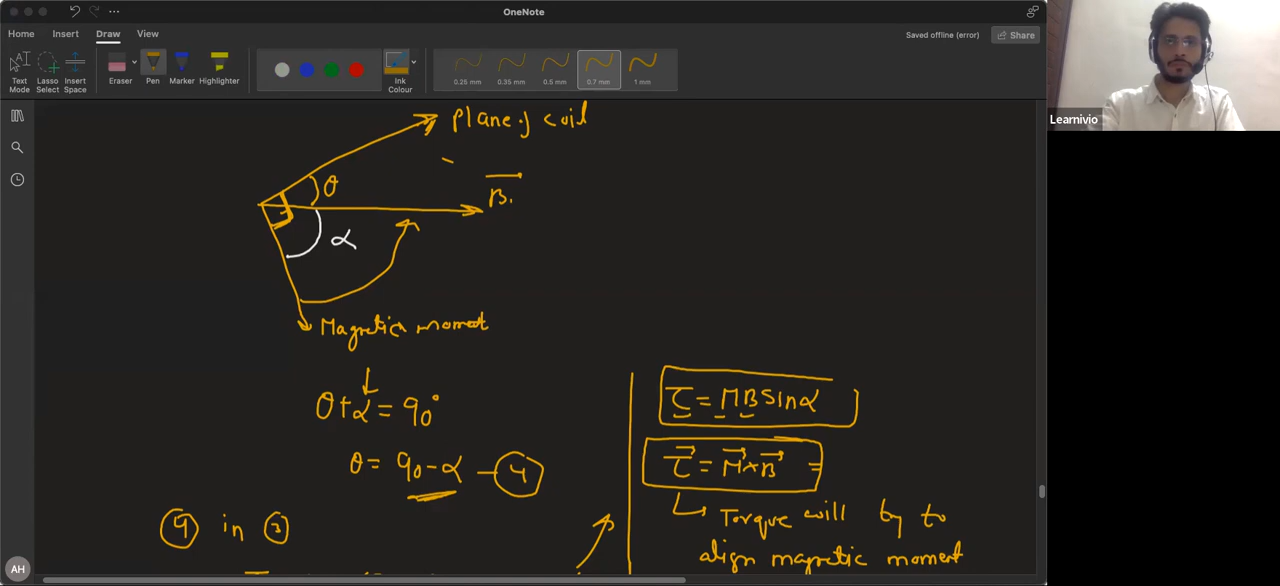 OneNote
Home Insert Draw View
Saved offline (error) Share
Text Mode
Lasso Select
Insert Space
Eraser
Pen
Marker
Highlighter
Ink Colour
0.25 mm 0.35 mm 0.5 mm 0.7 mm 1 mm
Learnivio
Plane of coil
θ
B
α
Magnetic moment
θ+α=90°
θ= 90-α - 4
4 in 3
τ = MBsinα
τ = M×B =
Torque will try to
align magnetic moment
AH